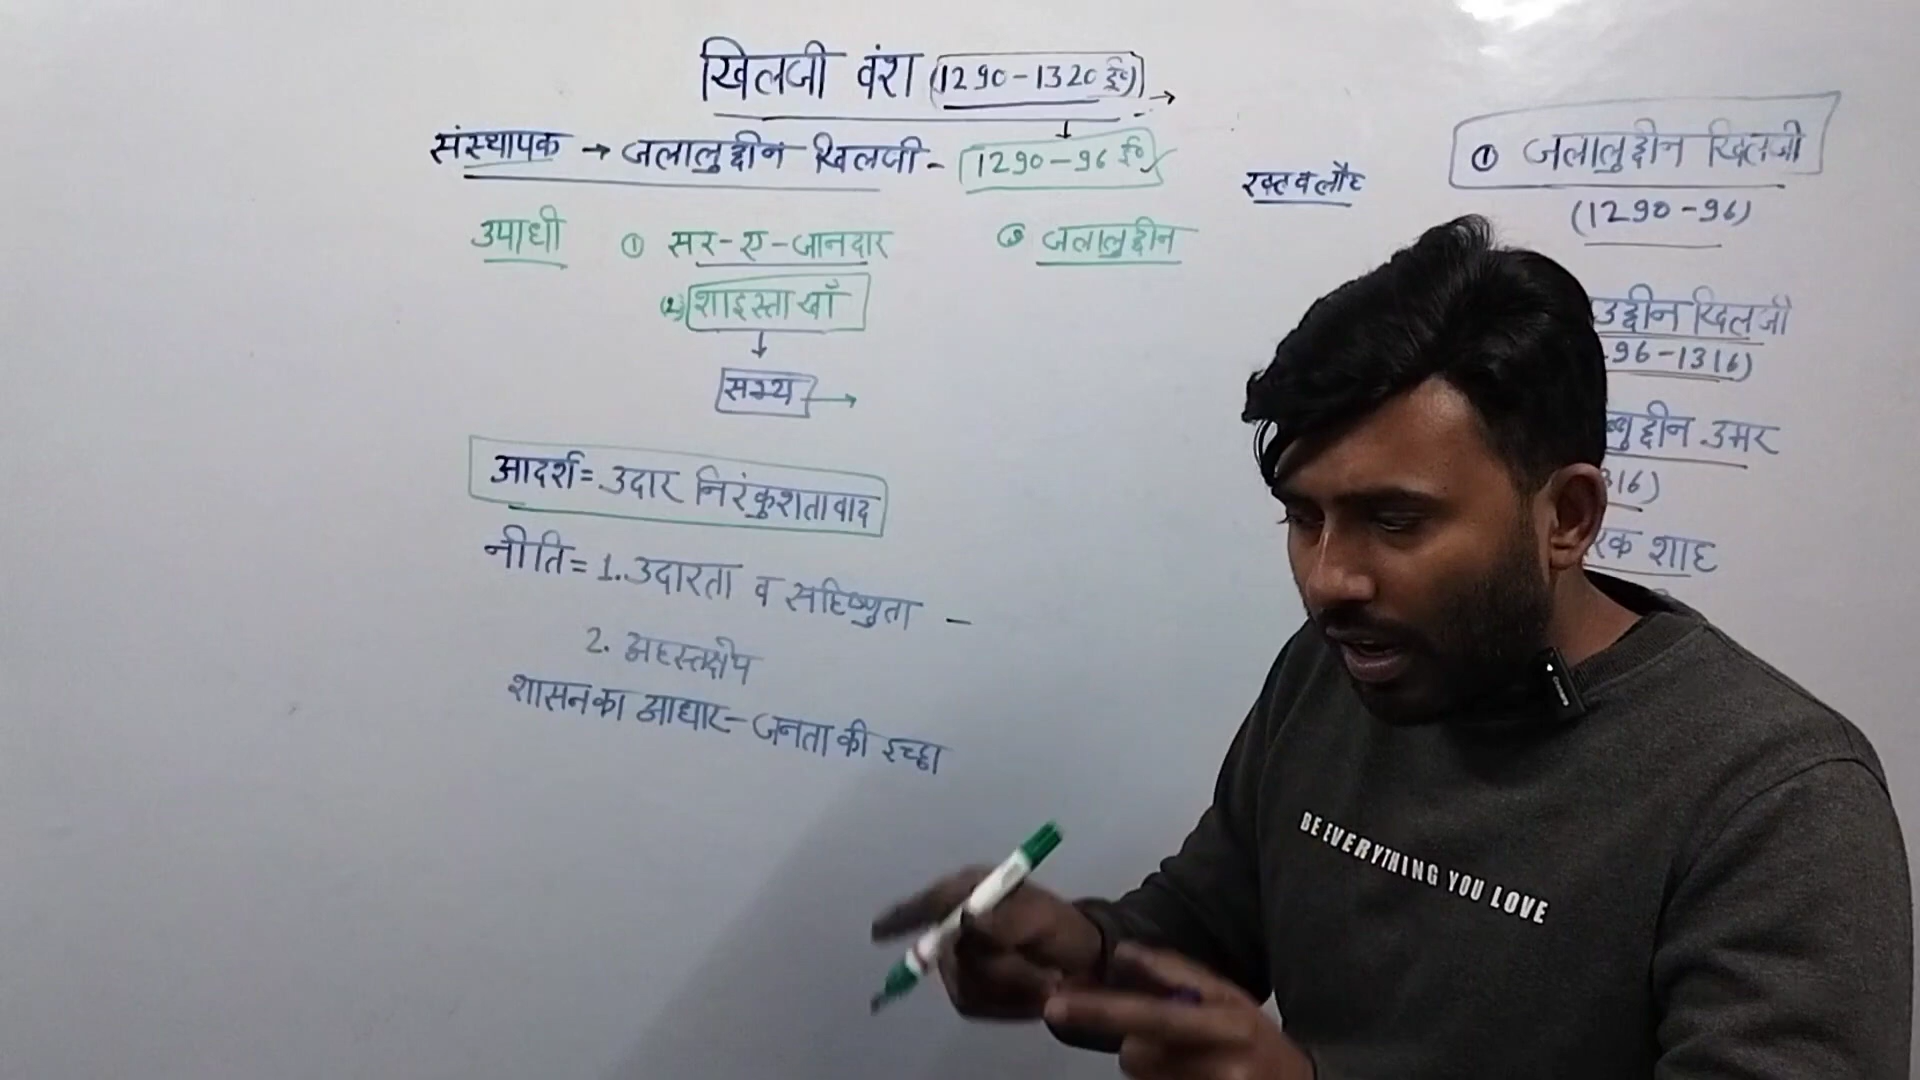 खिलजी वंश (1290-1320 ई०) →
संस्थापक → जलालुद्दीन खिलजी - 1290-96 ई०
उपाधी ① सर-ए-जानदार ③ जलालुद्दीन
(2) शाइस्ता खाँ
↓
सभ्य →
आदर्श = उदार निरंकुशतावाद
नीति = 1. उदारता व सहिष्णुता -
2. अहस्तक्षेप
शासन का आधार - जनता की इच्छा
रक्त व लौह
① जलालुद्दीन खिलजी
(1290-96)
उद्दीन खिलजी
96-1316)
बुद्दीन उमर
316)
रक शाह
BE EVERYTHING YOU LOVE